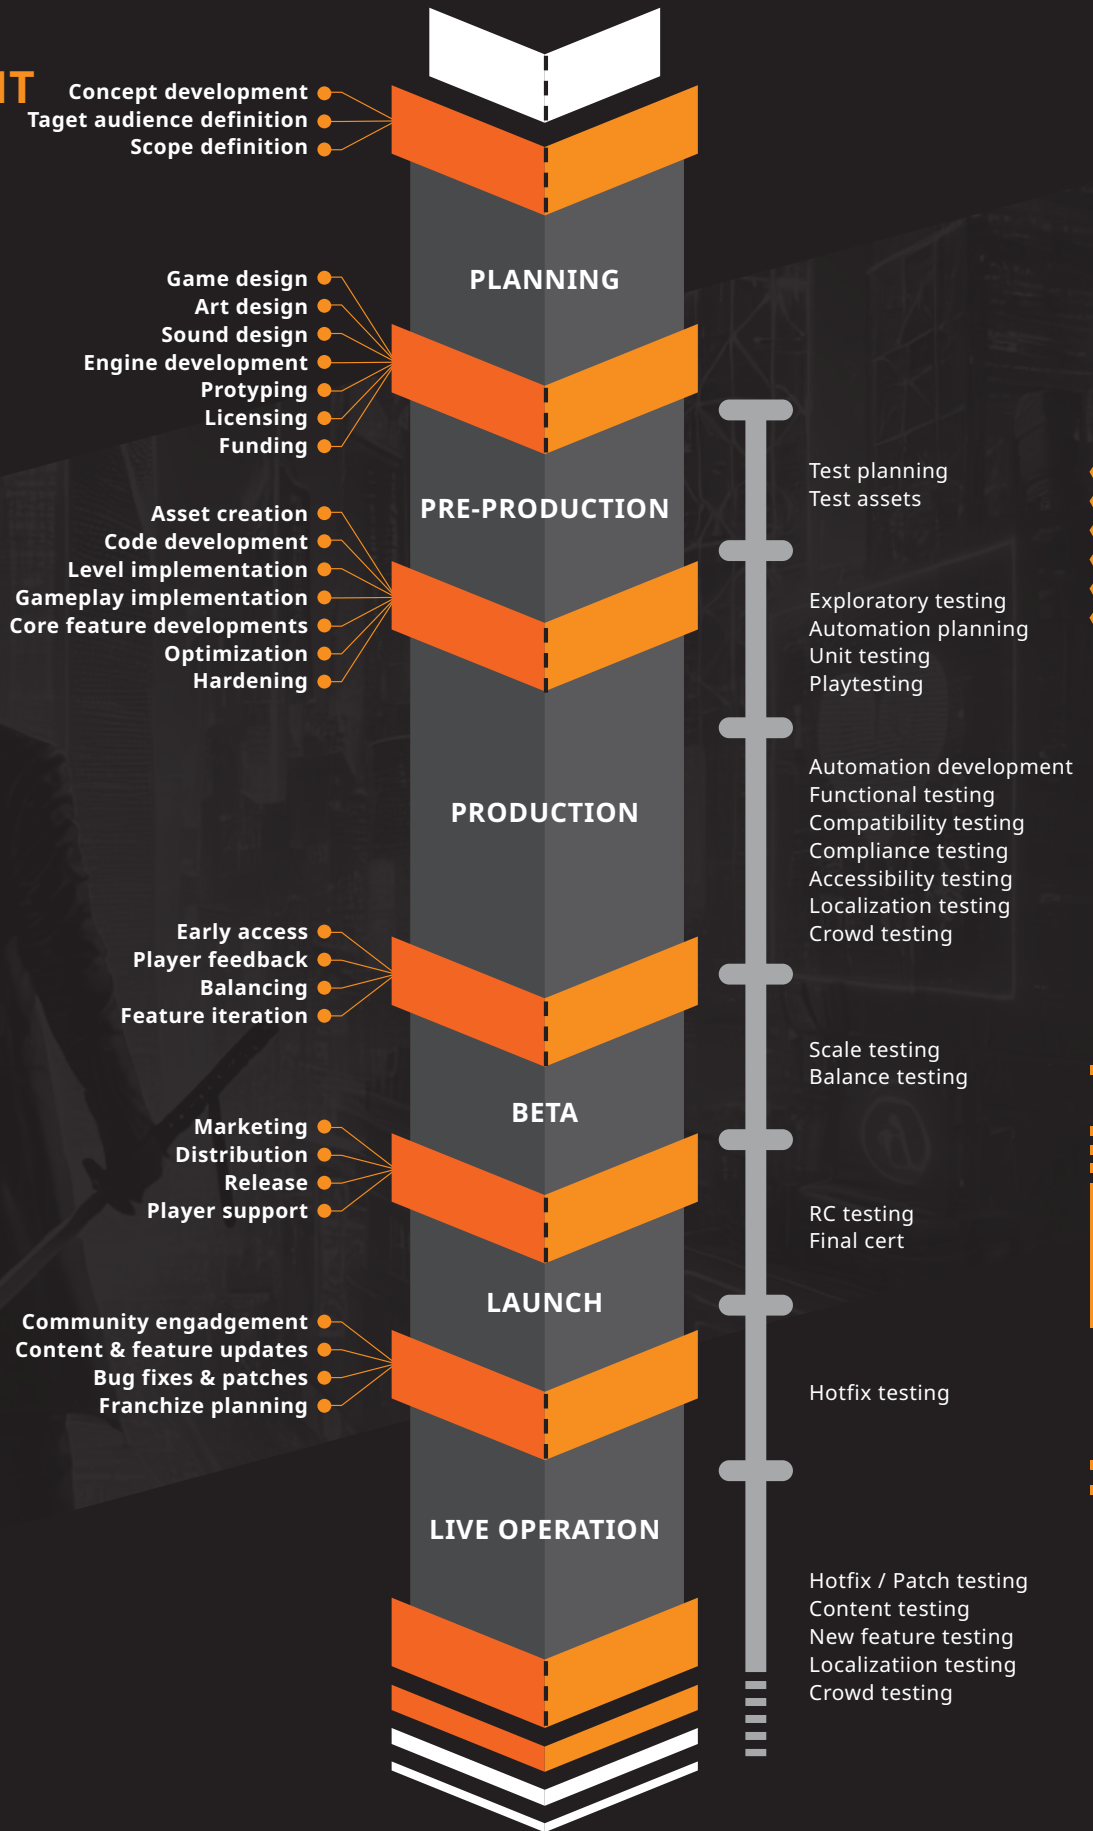 Concept development
Taget audience definition
Scope definition
PLANNING
Game design
Art design
Sound design
Engine development
Protyping
Licensing
Funding
PRE-PRODUCTION
Test planning
Test assets
Asset creation
Code development
Level implementation
Gameplay implementation
Core feature developments
Optimization
Hardening
Exploratory testing
Automation planning
Unit testing
Playtesting
PRODUCTION
Automation development
Functional testing
Compatibility testing
Compliance testing
Accessibility testing
Localization testing
Crowd testing
Early access
Player feedback
Balancing
Feature iteration
BETA
Scale testing
Balance testing
Marketing
Distribution
Release
Player support
LAUNCH
RC testing
Final cert
Community engadgement
Content & feature updates
Bug fixes & patches
Franchize planning
Hotfix testing
LIVE OPERATION
Hotfix / Patch testing
Content testing
New feature testing
Localizatiion testing
Crowd testing